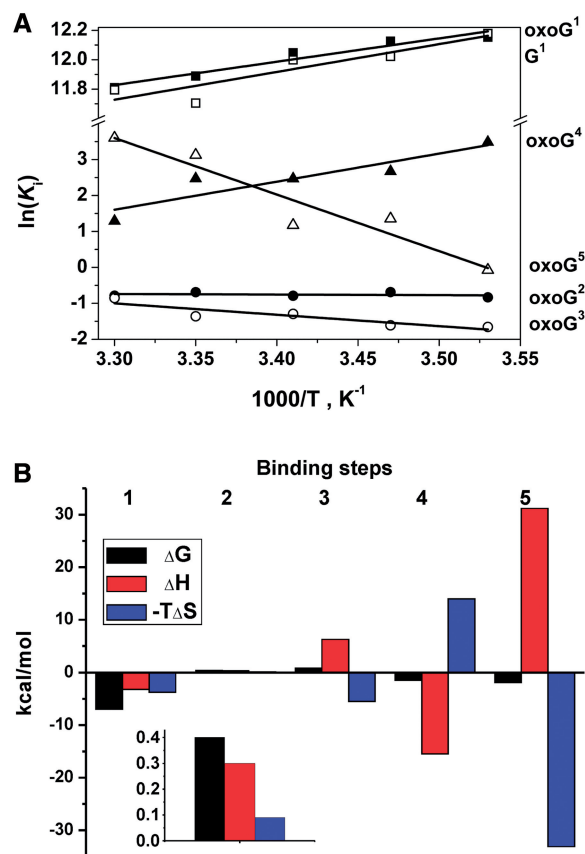 A
12.2
11.8
3
2
1
0
-1
-2
ln(Ki)
oxoG1
G1
oxoG4
oxoG5
oxoG2
oxoG3
3.30 3.35 3.40 3.45 3.50 3.55
1000/T , K-1
B
Binding steps
1 2 3 4 5
30
20
10
0
-10
-20
-30
kcal/mol
ΔG
ΔH
-TΔS
0.4
0.3
0.2
0.1
0.0